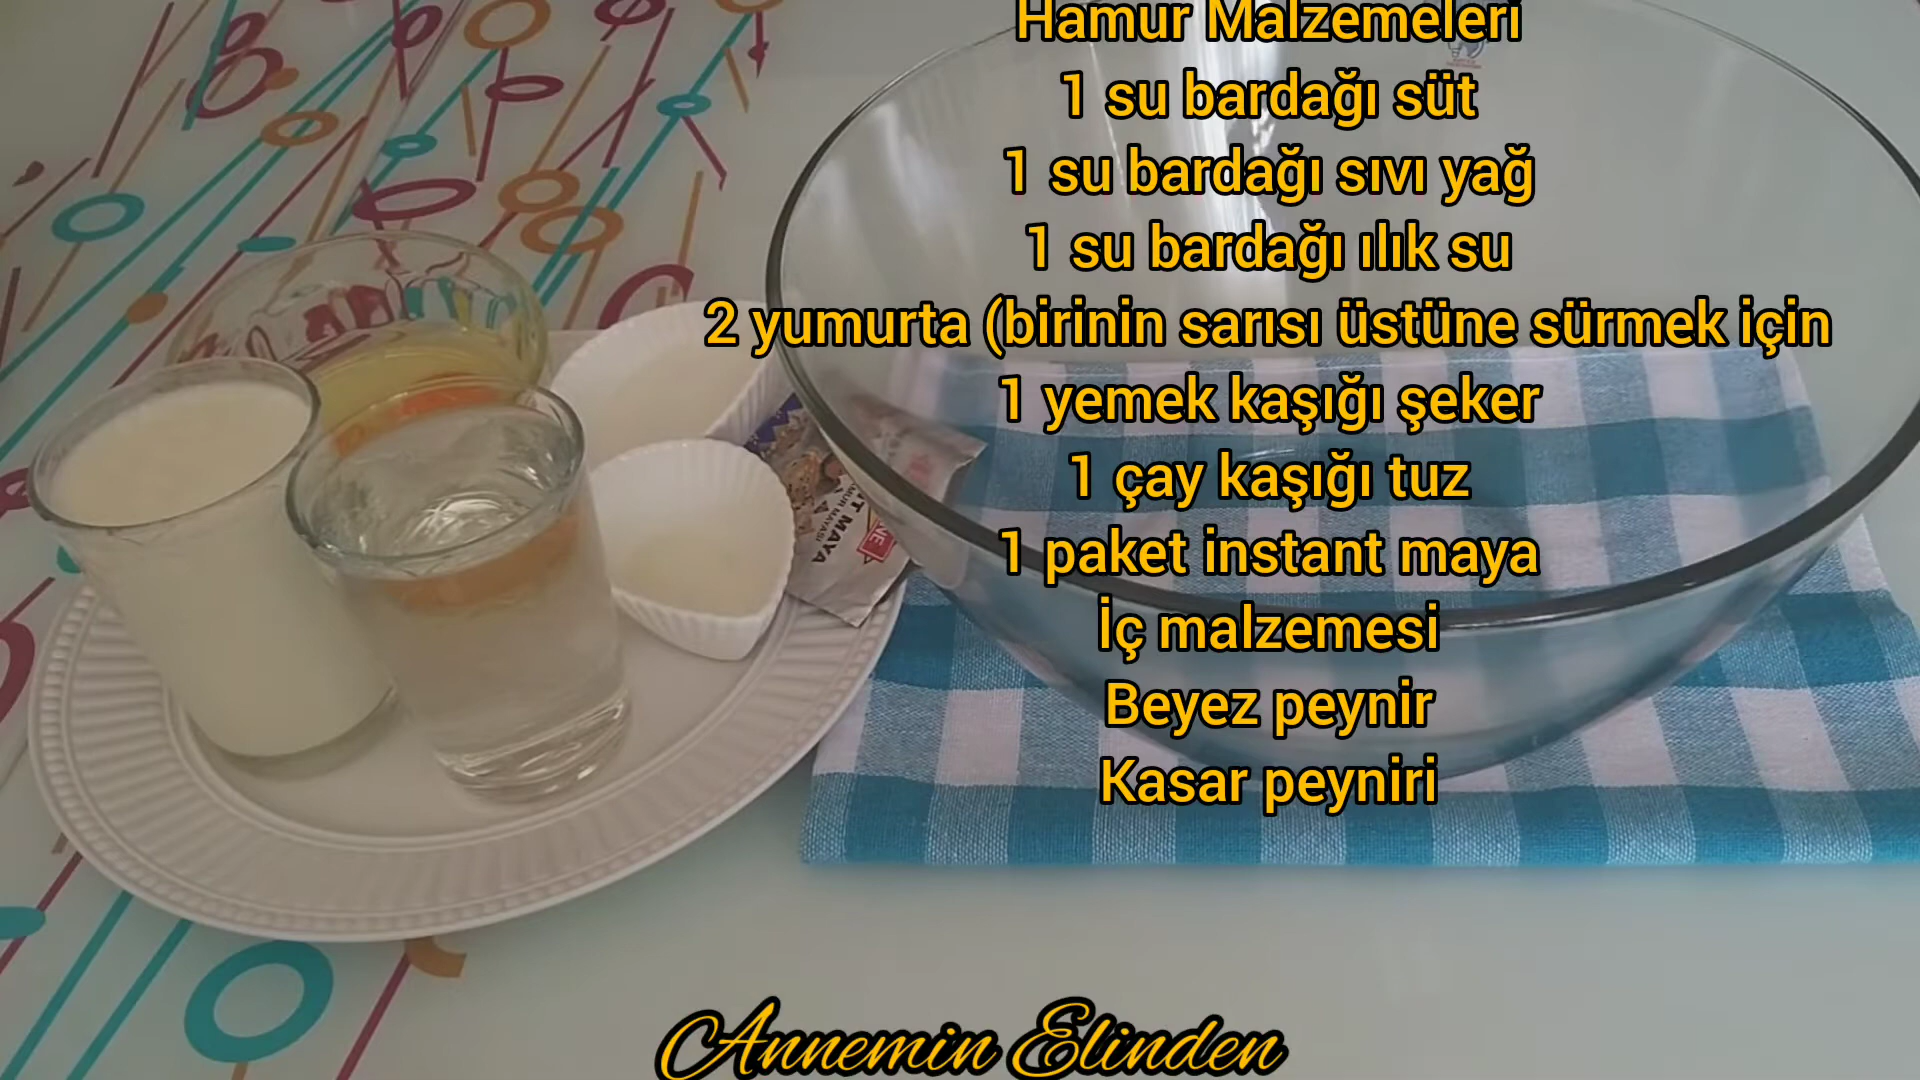 Hamur Malzemeleri
1 su bardağı süt
1 su bardağı sıvı yağ
1 su bardağı ılık su
2 yumurta (birinin sarısı üstüne sürmek için
1 yemek kaşığı şeker
1 çay kaşığı tuz
1 paket instant maya
İç malzemesi
Beyez peynir
Kasar peyniri
MAYA
Annemin Elinden